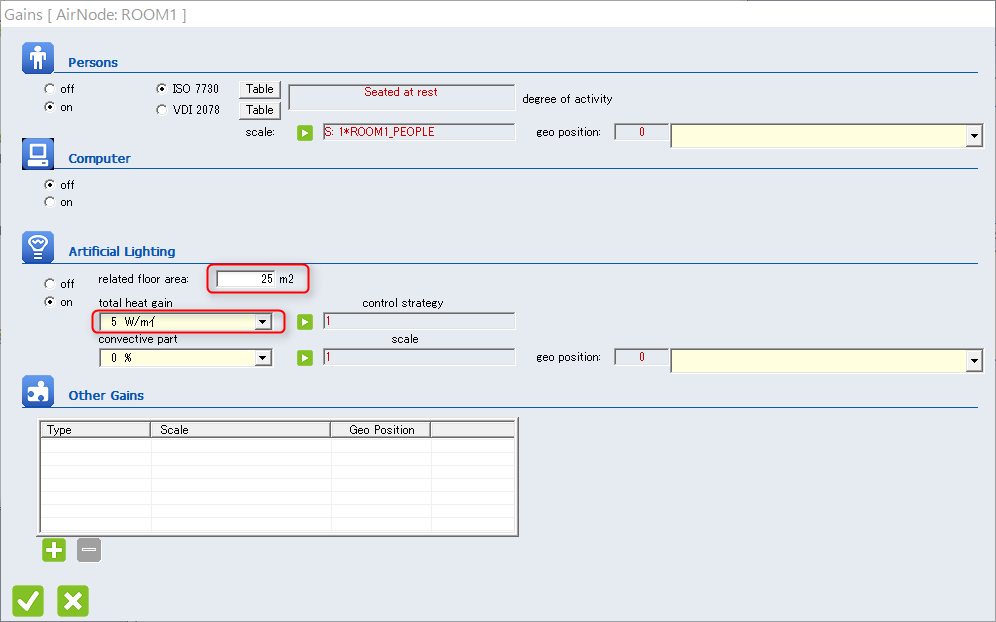 Gains [ AirNode: ROOM1 ]
Persons
off
on
ISO 7730
Table
VDI 2078
Table
Seated at rest
degree of activity
scale:
S: 1*ROOM1_PEOPLE
geo position:
0
Computer
off
on
Artificial Lighting
off
on
related floor area:
25 m2
total heat gain
control strategy
5 W/mｲ
1
convective part
scale
0 %
1
geo position:
0
Other Gains
Type Scale Geo Position